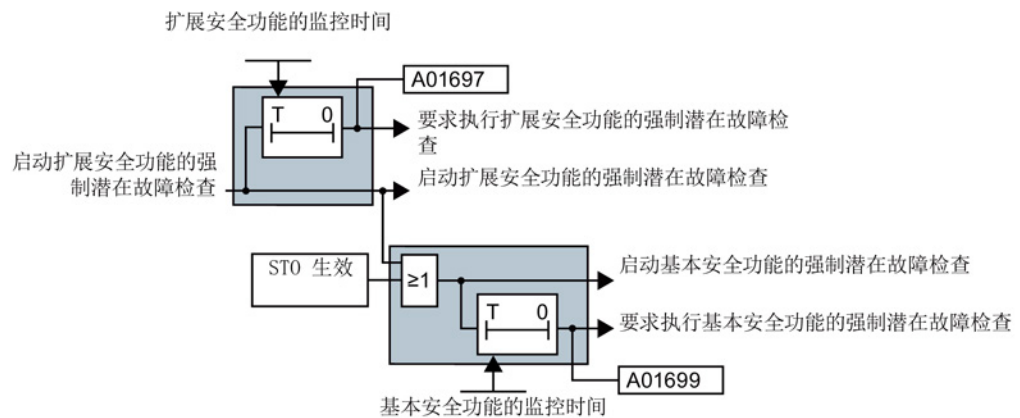 扩展安全功能的监控时间
A01697
T 0
要求执行扩展安全功能的强制潜在故障检
查
启动扩展安全功能的强
制潜在故障检查
启动扩展安全功能的强制潜在故障检查
STO 生效
≥1
启动基本安全功能的强制潜在故障检查
T 0
要求执行基本安全功能的强制潜在故障检查
A01699
基本安全功能的监控时间